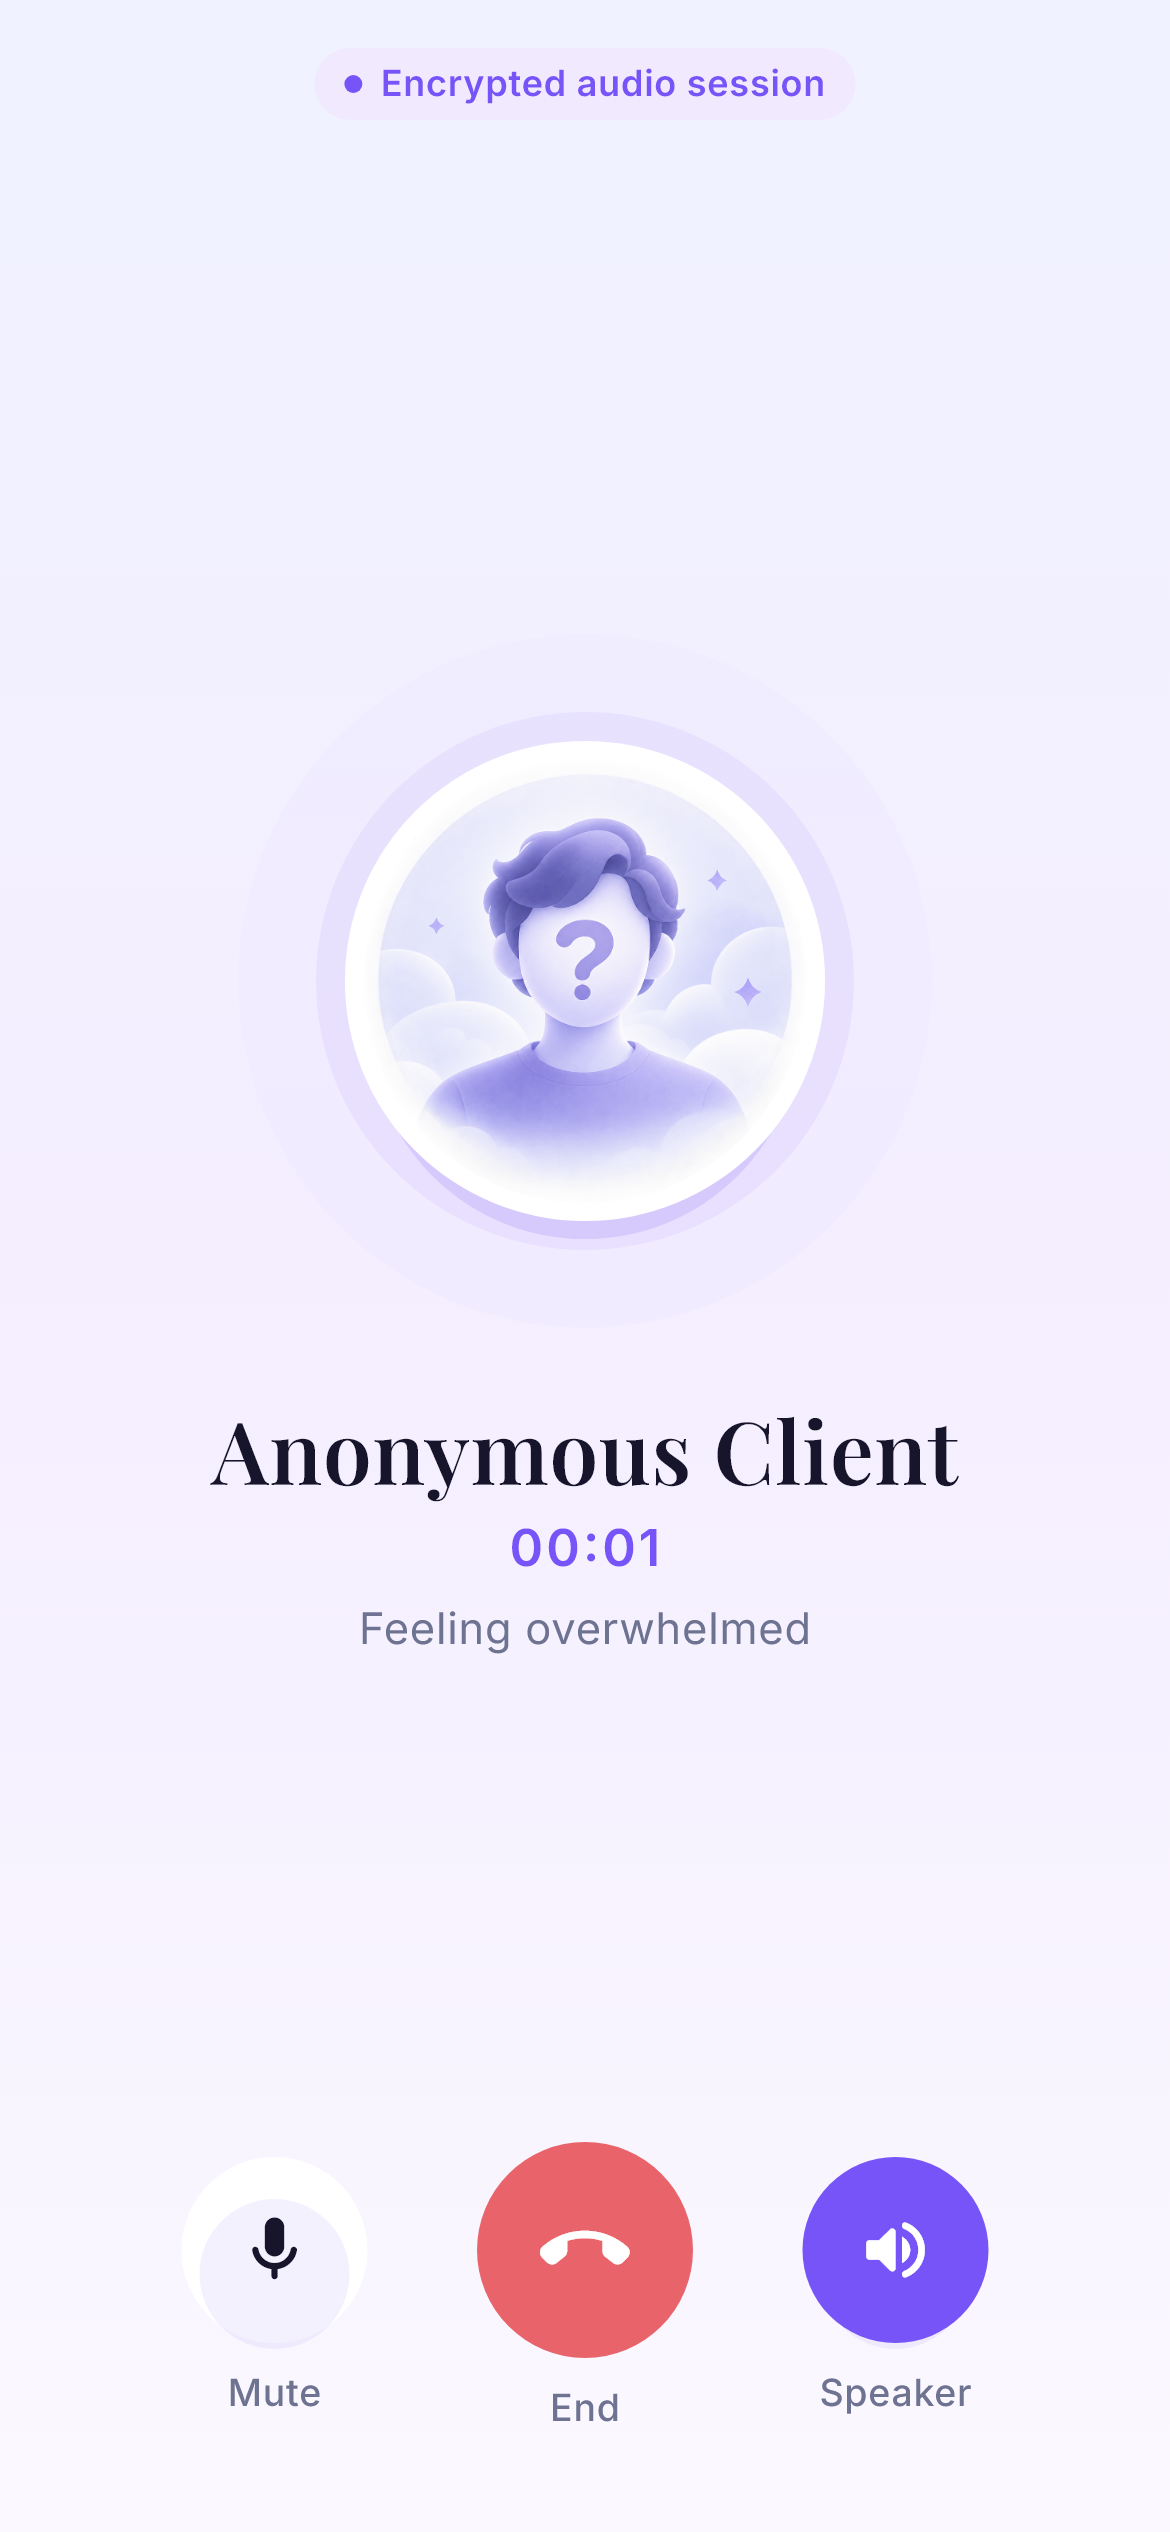 Encrypted audio session
?
Anonymous Client
00:01
Feeling overwhelmed
Mute
End
Speaker